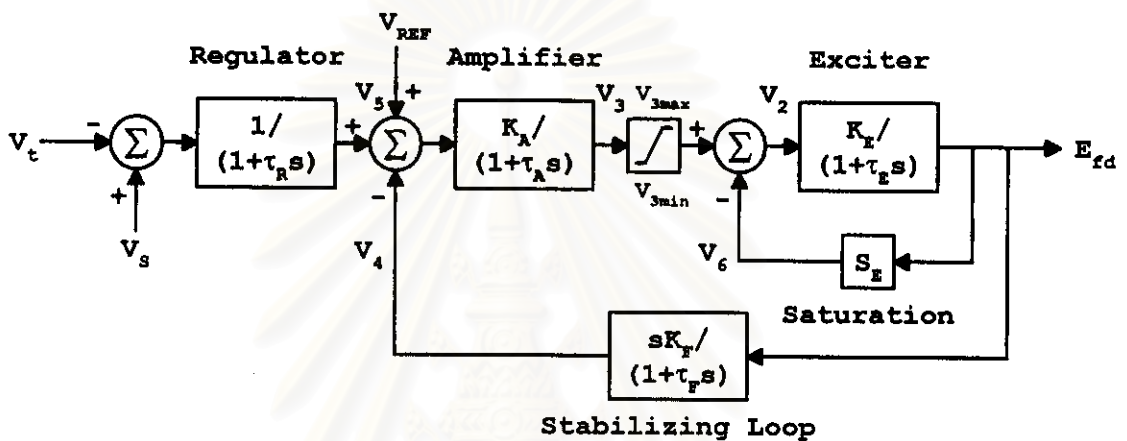 V_REF
Regulator
Amplifier
Exciter
V_5
+
V_3
V_3max
V_2
-
V_t
Σ
1/
(1+τ_R s)
+
Σ
K_A/
(1+τ_A s)
+
Σ
K_E/
(1+τ_E s)
E_fd
+
-
V_3min
-
V_S
V_4
V_6
S_E
Saturation
sK_F/
(1+τ_F s)
Stabilizing Loop